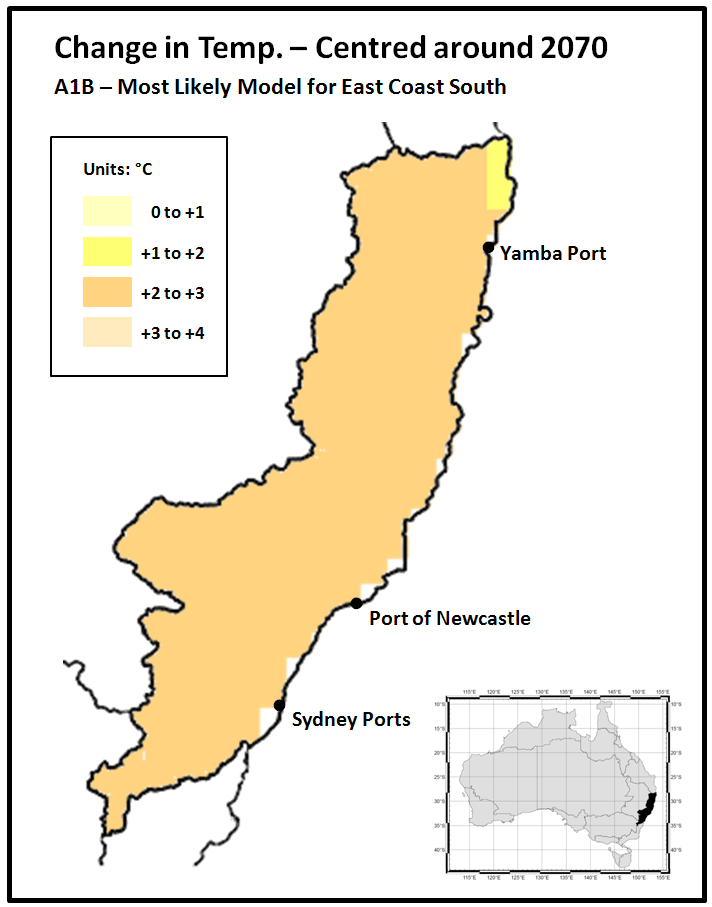 Change in Temp. – Centred around 2070
A1B – Most Likely Model for East Coast South
Units: °C
0 to +1
+1 to +2
+2 to +3
+3 to +4
Yamba Port
Port of Newcastle
Sydney Ports
115°E 120°E 125°E 130°E 135°E 140°E 145°E 150°E 155°E
10°S 10°S
15°S 15°S
20°S 20°S
25°S 25°S
30°S 30°S
35°S 35°S
40°S 40°S
115°E 120°E 125°E 130°E 135°E 140°E 145°E 150°E 155°E